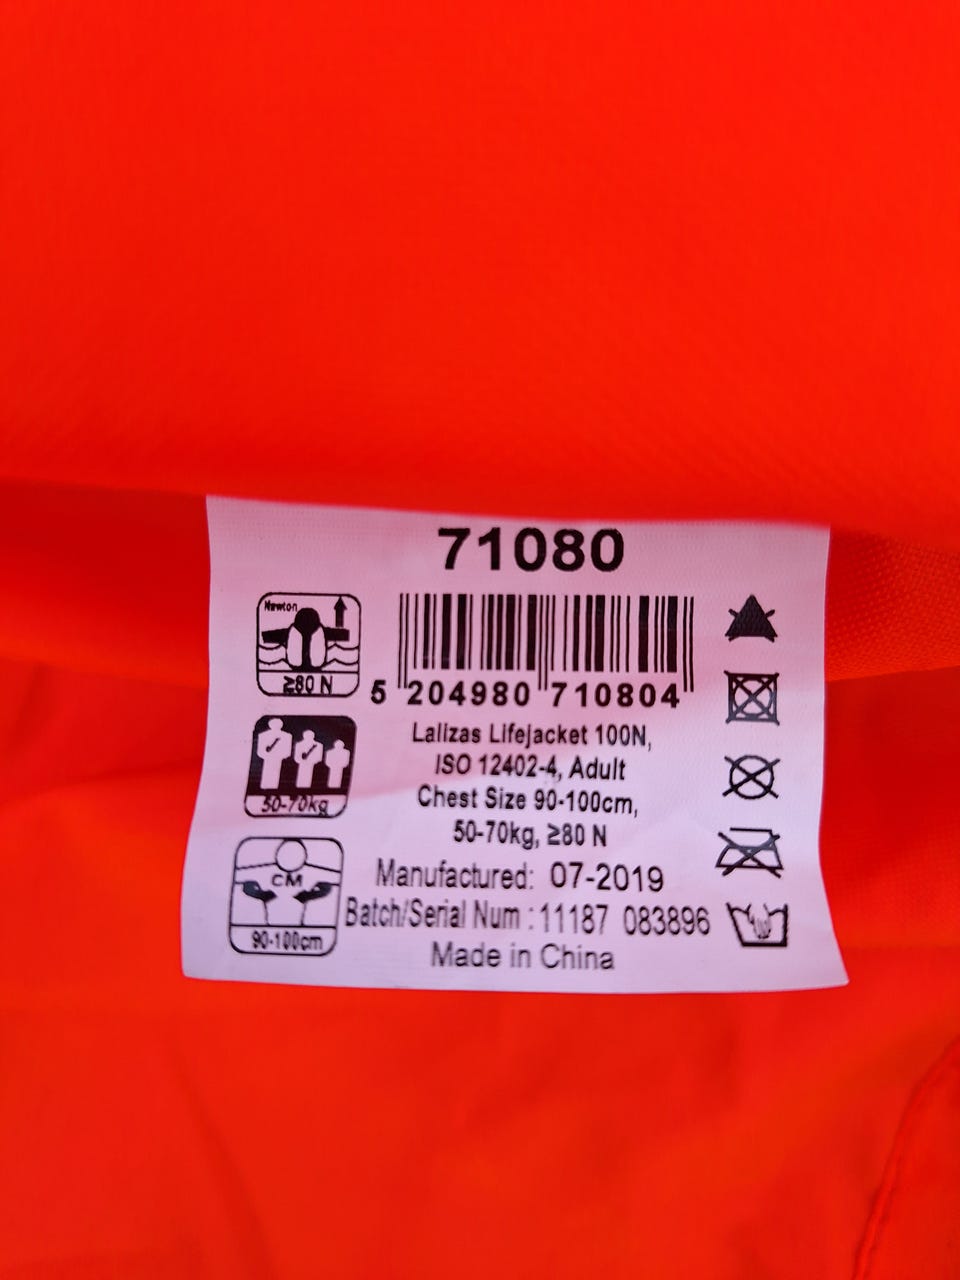 71080
Newton
≥80 N
5 204980 710804
50-70kg
Lalizas Lifejacket 100N,
ISO 12402-4, Adult
Chest Size 90-100cm,
50-70kg, ≥80 N
CM
90-100cm
Manufactured: 07-2019
Batch/Serial Num : 11187 083896
Made in China